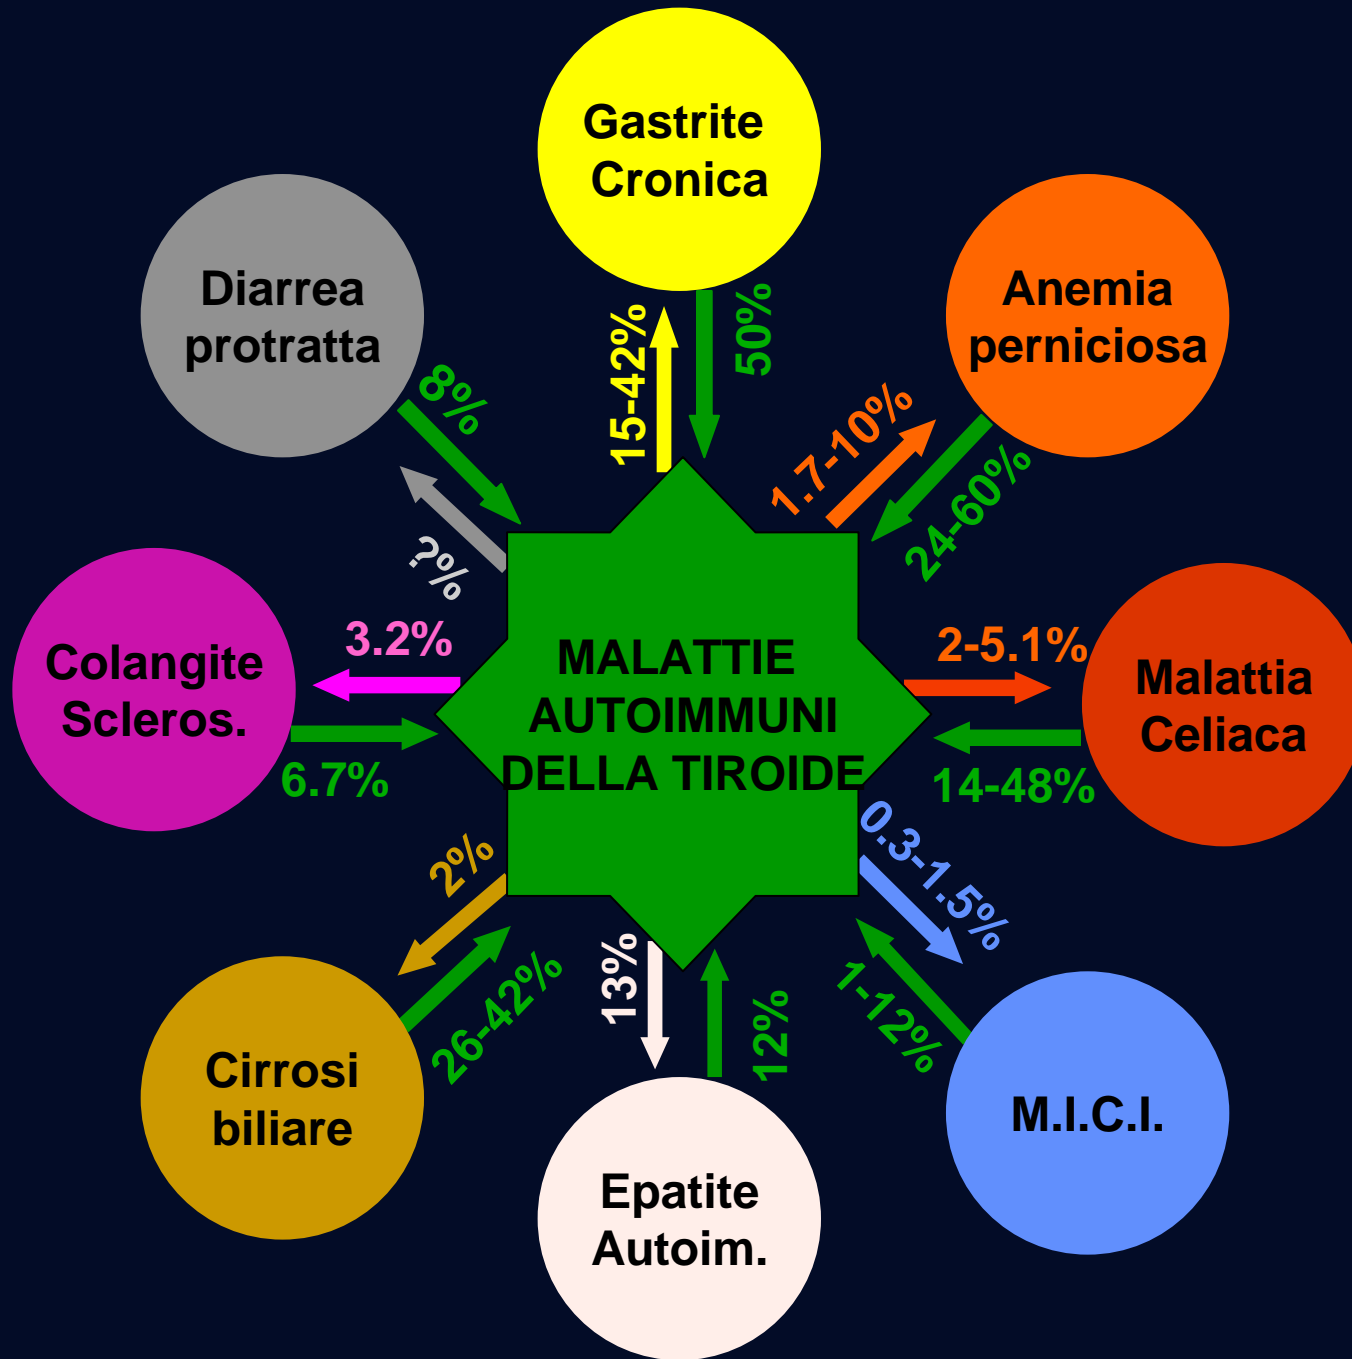 Gastrite
Cronica
Diarrea
protratta
Anemia
perniciosa
15-42%
50%
8%
?%
1.7-10%
24-60%
Colangite
Scleros.
3.2%
6.7%
MALATTIE
AUTOIMMUNI
DELLA TIROIDE
2-5.1%
14-48%
Malattia
Celiaca
2%
26-42%
13%
12%
0.3-1.5%
1-12%
Cirrosi
biliare
Epatite
Autoim.
M.I.C.I.